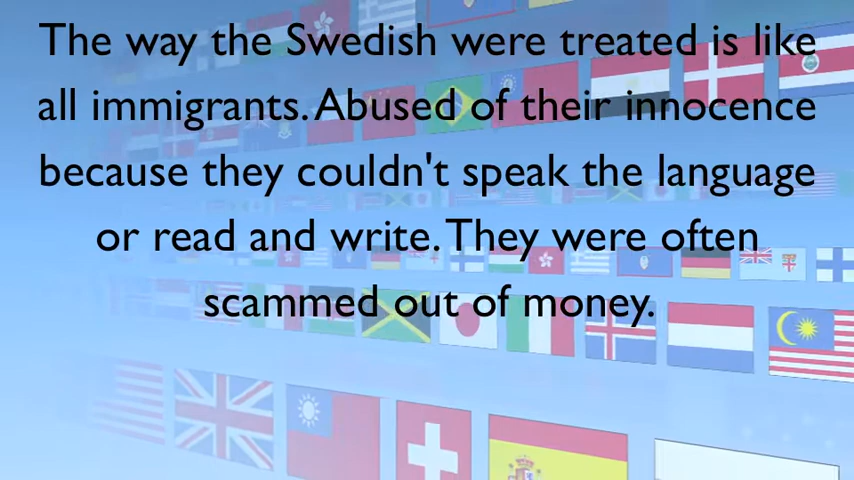 The way the Swedish were treated is like
all immigrants. Abused of their innocence
because they couldn't speak the language
or read and write. They were often
scammed out of money.